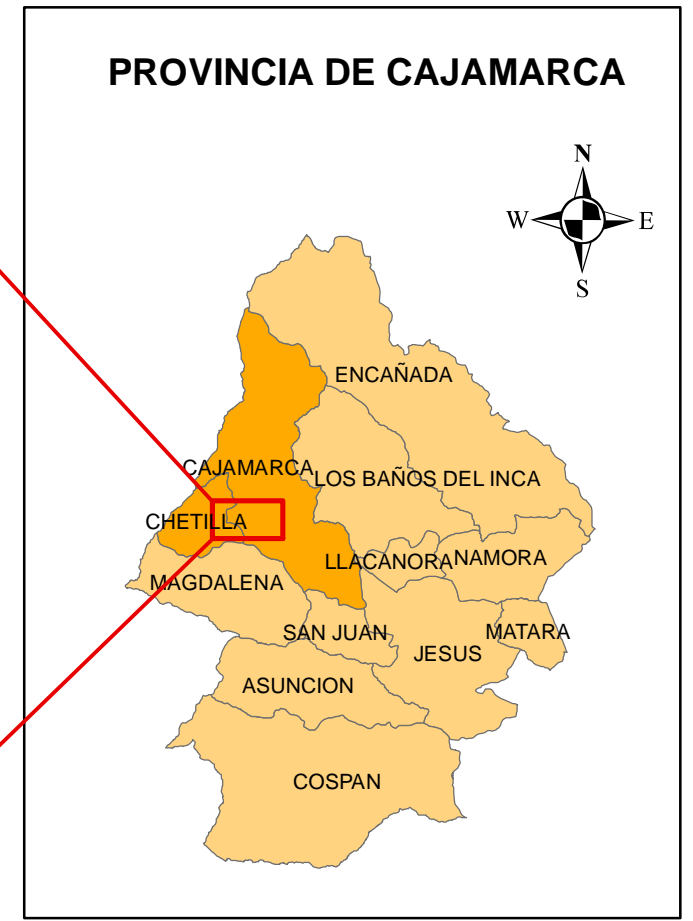 PROVINCIA DE CAJAMARCA
N
W E
S
ENCAÑADA
CAJAMARCA
LOS BAÑOS DEL INCA
CHETILLA
LLACANORA
NAMORA
MAGDALENA
SAN JUAN
MATARA
JESUS
ASUNCION
COSPAN